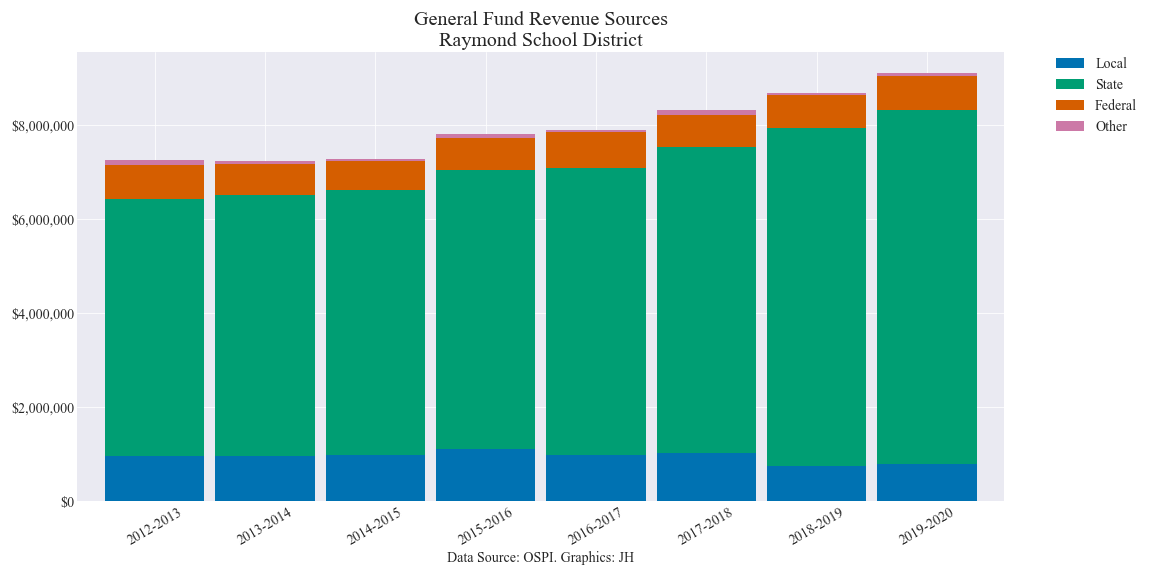 General Fund Revenue Sources
Raymond School District
Local
State
Federal
Other
$8,000,000
$6,000,000
$4,000,000
$2,000,000
$0
2012-2013
2013-2014
2014-2015
2015-2016
2016-2017
2017-2018
2018-2019
2019-2020
Data Source: OSPI. Graphics: JH